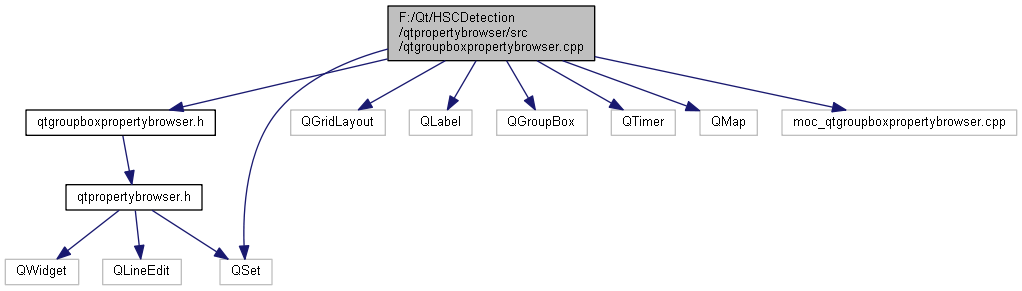 F:/Qt/HSCDetection
/qtpropertybrowser/src
/qtgroupboxpropertybrowser.cpp
qtgroupboxpropertybrowser.h
QGridLayout
QLabel
QGroupBox
QTimer
QMap
moc_qtgroupboxpropertybrowser.cpp
qtpropertybrowser.h
QWidget
QLineEdit
QSet